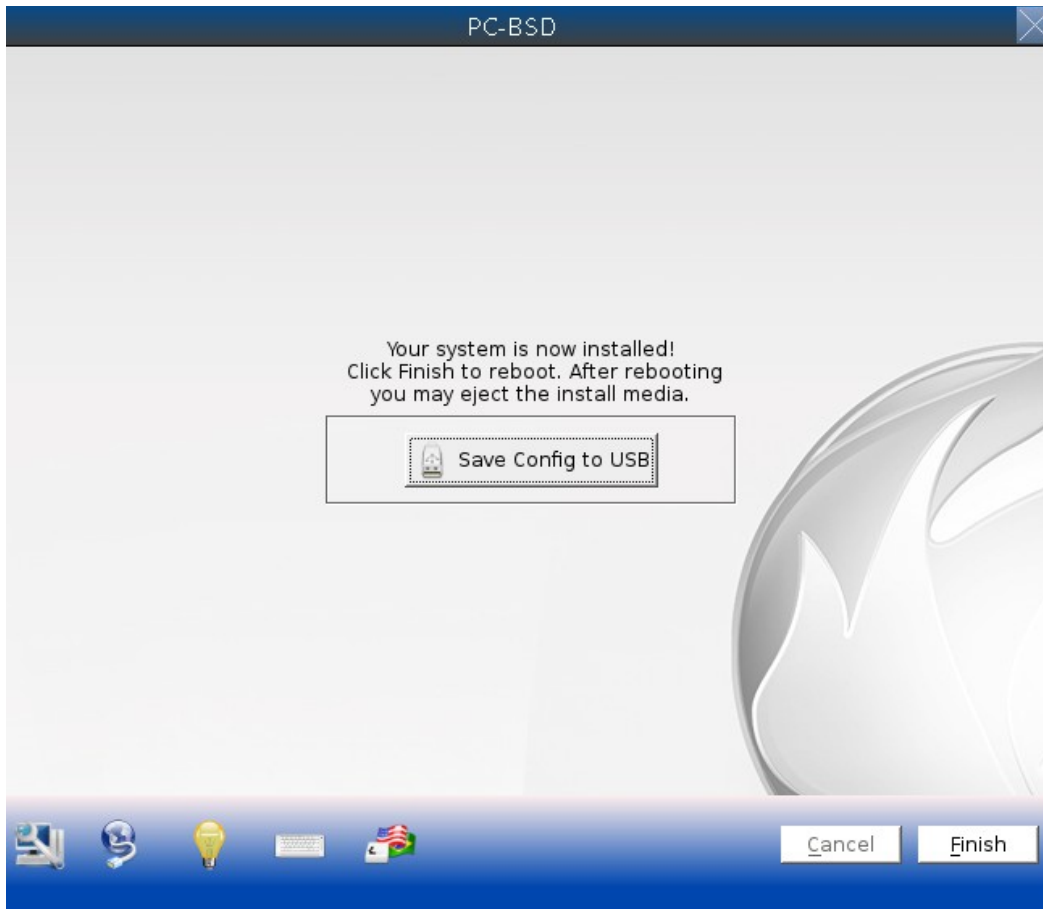 PC-BSD
Your system is now installed!
Click Finish to reboot. After rebooting
you may eject the install media.
Save Config to USB
Cancel
Finish